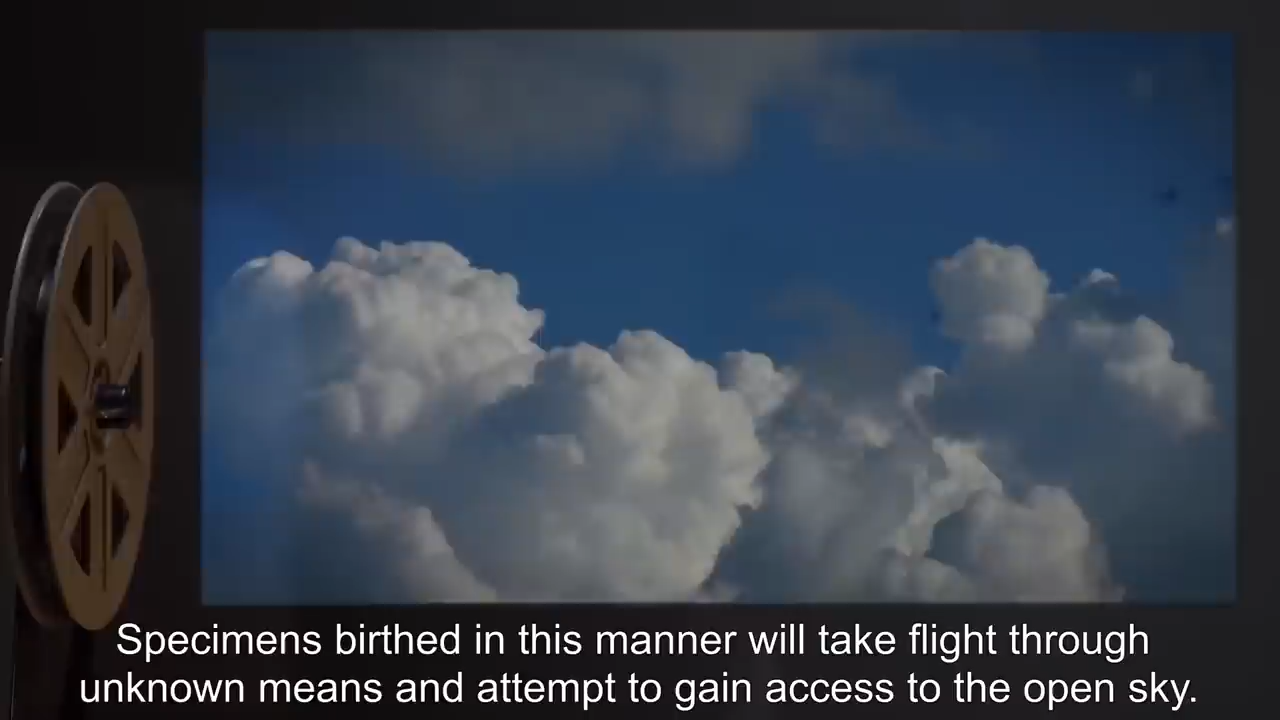 Specimens birthed in this manner will take flight through
unknown means and attempt to gain access to the open sky.